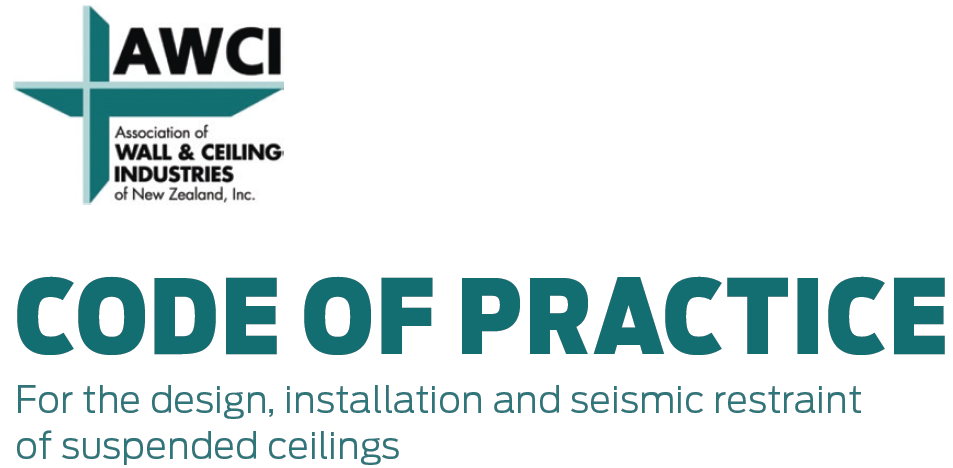 AWCI
Association of
WALL & CEILING
INDUSTRIES
of New Zealand, Inc.
CODE OF PRACTICE
For the design, installation and seismic restraint
of suspended ceilings